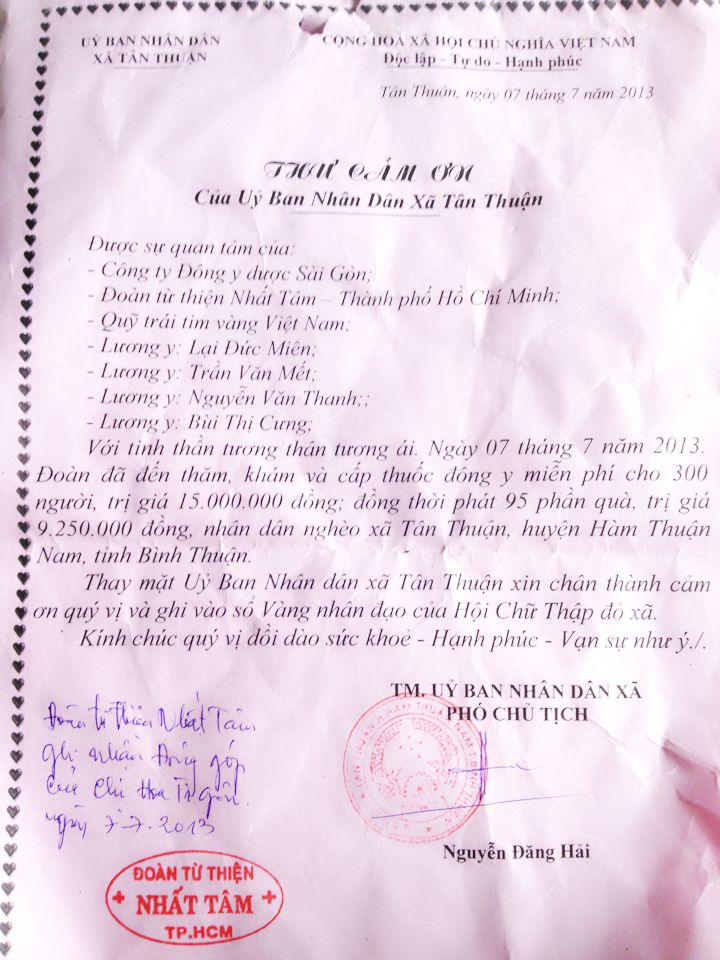 UỶ BAN NHÂN DÂN
XÃ TÂN THUẬN
CỘNG HOÀ XÃ HỘI CHỦ NGHĨA VIỆT NAM
Độc lập - Tự do - Hạnh phúc
Tân Thuận, ngày 07 tháng 7 năm 2013
THƯ CẢM ƠN
Của Uỷ Ban Nhân Dân Xã Tân Thuận
Được sự quan tâm của:
- Công ty Đông y dược Sài Gòn;
- Đoàn từ thiện Nhất Tâm – Thành phố Hồ Chí Minh;
- Quỹ trái tim vàng Việt Nam;
- Lương y: Lại Đức Miên;
- Lương y: Trần Văn Mết;
- Lương y: Nguyễn Văn Thanh;;
- Lương y: Bùi Thị Cưng;
Với tinh thần tương thân tương ái. Ngày 07 tháng 7 năm 2013.
Đoàn đã đến thăm, khám và cấp thuốc đông y miễn phí cho 300
người, trị giá 15.000.000 đồng; đồng thời phát 95 phần quà, trị giá
9.250.000 đồng, nhân dân nghèo xã Tân Thuận, huyện Hàm Thuận
Nam, tỉnh Bình Thuận.
Thay mặt Uỷ Ban Nhân dân xã Tân Thuận xin chân thành cảm
ơn quý vị và ghi vào sổ Vàng nhân đạo của Hội Chữ Thập đỏ xã.
Kính chúc quý vị dồi dào sức khoẻ - Hạnh phúc - Vạn sự như ý./.
TM. UỶ BAN NHÂN DÂN XÃ
PHÓ CHỦ TỊCH
Nguyễn Đăng Hải
Đoàn từ thiện Nhất Tâm
ghi nhận đóng góp
của Chị Hoa
ngày 7-7-2013
ĐOÀN TỪ THIỆN
+ NHẤT TÂM +
TP.HCM